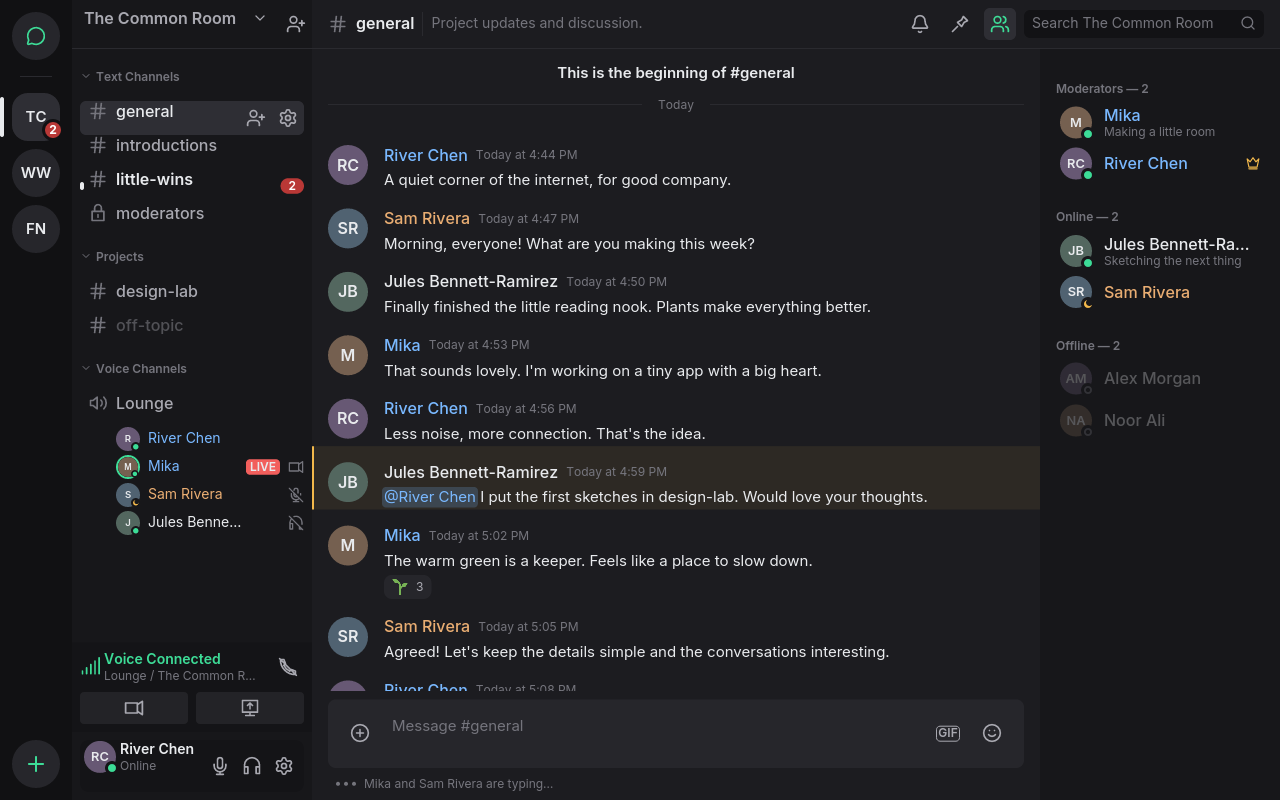 TC
2
WW
FN
The Common Room
Text Channels
general
introductions
little-wins
2
moderators
Projects
design-lab
off-topic
Voice Channels
Lounge
R
River Chen
M
Mika
LIVE
S
Sam Rivera
J
Jules Benne...
Voice Connected
Lounge / The Common R...
RC
River Chen
Online
general
Project updates and discussion.
Search The Common Room
This is the beginning of #general
Today
RC
River Chen Today at 4:44 PM
A quiet corner of the internet, for good company.
SR
Sam Rivera Today at 4:47 PM
Morning, everyone! What are you making this week?
JB
Jules Bennett-Ramirez Today at 4:50 PM
Finally finished the little reading nook. Plants make everything better.
M
Mika Today at 4:53 PM
That sounds lovely. I'm working on a tiny app with a big heart.
RC
River Chen Today at 4:56 PM
Less noise, more connection. That's the idea.
JB
Jules Bennett-Ramirez Today at 4:59 PM
@River Chen I put the first sketches in design-lab. Would love your thoughts.
M
Mika Today at 5:02 PM
The warm green is a keeper. Feels like a place to slow down.
3
SR
Sam Rivera Today at 5:05 PM
Agreed! Let's keep the details simple and the conversations interesting.
River Chen Today at 5:08 PM
Message #general
GIF
Mika and Sam Rivera are typing...
Moderators — 2
M
Mika
Making a little room
RC
River Chen
Online — 2
JB
Jules Bennett-Ra...
Sketching the next thing
SR
Sam Rivera
Offline — 2
AM
Alex Morgan
NA
Noor Ali